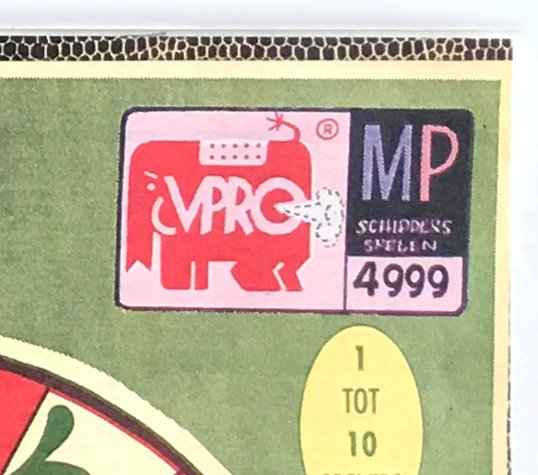 VPRO
®
MP
SCHIPPERS
SPELEN
4999
1
TOT
10